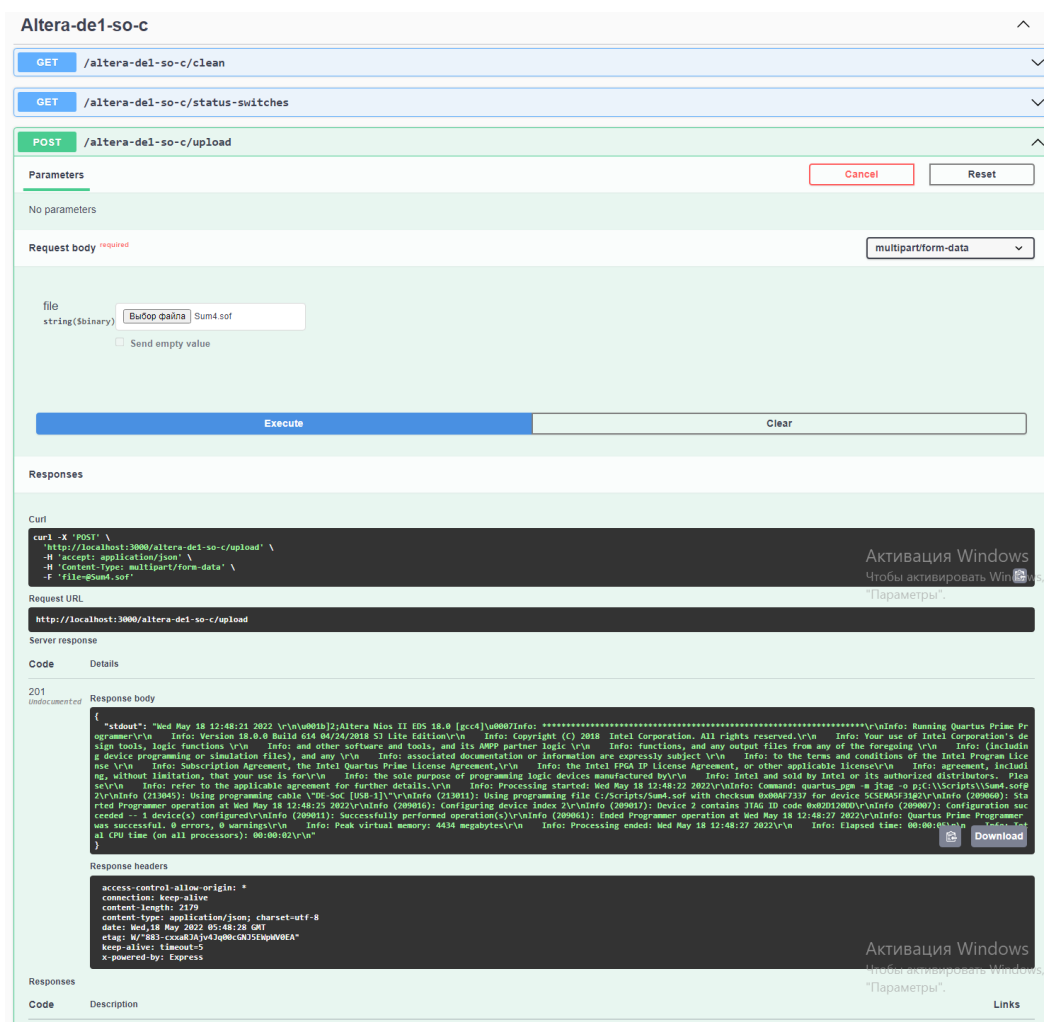 Altera-de1-so-c
GET /altera-de1-so-c/clean
GET /altera-de1-so-c/status-switches
POST /altera-de1-so-c/upload
Parameters
Cancel
Reset
No parameters
Request body required
multipart/form-data
file
string($binary)
Выбор файла Sum4.sof
Send empty value
Execute
Clear
Responses
Curl
curl -X 'POST' \
'http://localhost:3000/altera-de1-so-c/upload' \
-H 'accept: application/json' \
-H 'Content-Type: multipart/form-data' \
-F 'file=@Sum4.sof'
Активация Windows
Чтобы активировать Windows,
"Параметры".
Request URL
http://localhost:3000/altera-de1-so-c/upload
Server response
Code Details
201
Undocumented
Response body
{
"stdout": "Wed May 18 12:48:21 2022 \r\n\u001b]2;Altera Nios II EDS 18.0 [gcc4]\u0007Info: *******************************************************************\r\nInfo: Running Quartus Prime Pr
ogrammer\r\n    Info: Version 18.0.0 Build 614 04/24/2018 SJ Lite Edition\r\n    Info: Copyright (C) 2018  Intel Corporation. All rights reserved.\r\n    Info: Your use of Intel Corporation's de
sign tools, logic functions \r\n    Info: and other software and tools, and its AMPP partner logic \r\n    Info: functions, and any output files from any of the foregoing \r\n    Info: (includin
g device programming or simulation files), and any \r\n    Info: associated documentation or information are expressly subject \r\n    Info: to the terms and conditions of the Intel Program Lice
nse \r\n    Info: Subscription Agreement, the Intel Quartus Prime License Agreement,\r\n    Info: the Intel FPGA IP License Agreement, or other applicable license\r\n    Info: agreement, includi
ng, without limitation, that your use is for\r\n    Info: the sole purpose of programming logic devices manufactured by\r\n    Info: Intel and sold by Intel or its authorized distributors.  Plea
se\r\n    Info: refer to the applicable agreement for further details.\r\n    Info: Processing started: Wed May 18 12:48:22 2022\r\nInfo: Command: quartus_pgm -m jtag -o p;C:\\Scripts\\Sum4.sof@
2\r\nInfo (213045): Using programming cable \"DE-SoC [USB-1]\"\r\nInfo (213011): Using programming file C:/Scripts/Sum4.sof with checksum 0x00AF7337 for device 5CSEMA5F31@2\r\nInfo (209060): Sta
rted Programmer operation at Wed May 18 12:48:25 2022\r\nInfo (209016): Configuring device index 2\r\nInfo (209017): Device 2 contains JTAG ID code 0x02D120DD\r\nInfo (209007): Configuration suc
ceeded -- 1 device(s) configured\r\nInfo (209011): Successfully performed operation(s)\r\nInfo (209061): Ended Programmer operation at Wed May 18 12:48:27 2022\r\nInfo: Quartus Prime Programmer
was successful. 0 errors, 0 warnings\r\n    Info: Peak virtual memory: 4434 megabytes\r\n    Info: Processing ended: Wed May 18 12:48:27 2022\r\n    Info: Elapsed time: 00:00:05\r\n    Info: Tot
al CPU time (on all processors): 00:00:02\r\n"
}
Download
Response headers
access-control-allow-origin: *
connection: keep-alive
content-length: 2179
content-type: application/json; charset=utf-8
date: Wed,18 May 2022 05:48:28 GMT
keep-alive: timeout=5
x-powered-by: Express
Активация Windows
Чтобы активировать Windows,
"Параметры".
Responses
Code Description Links